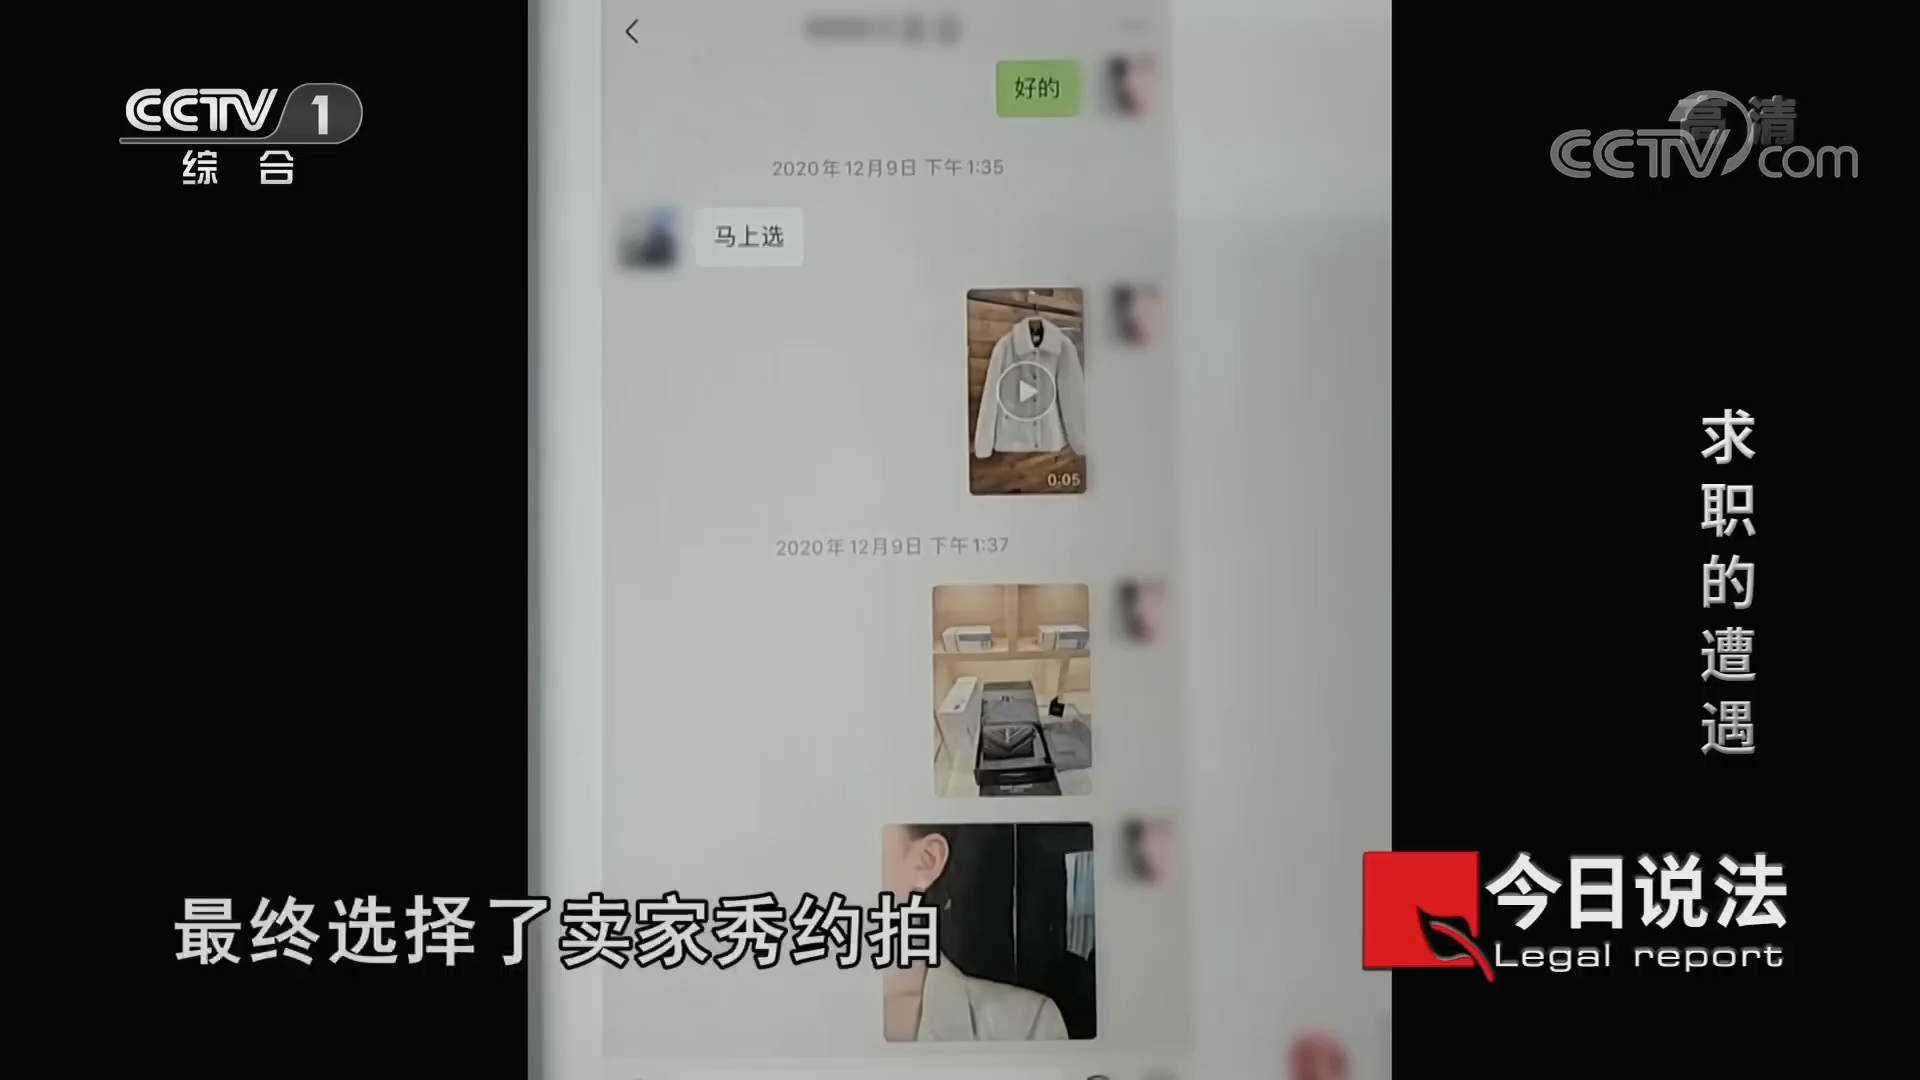 CCTV 1
综 合
高清
CCTV.com
好的
2020年12月9日 下午1:35
马上选
0:05
2020年12月9日 下午1:37
求职的遭遇
最终选择了卖家秀约拍
今日说法
Legal report